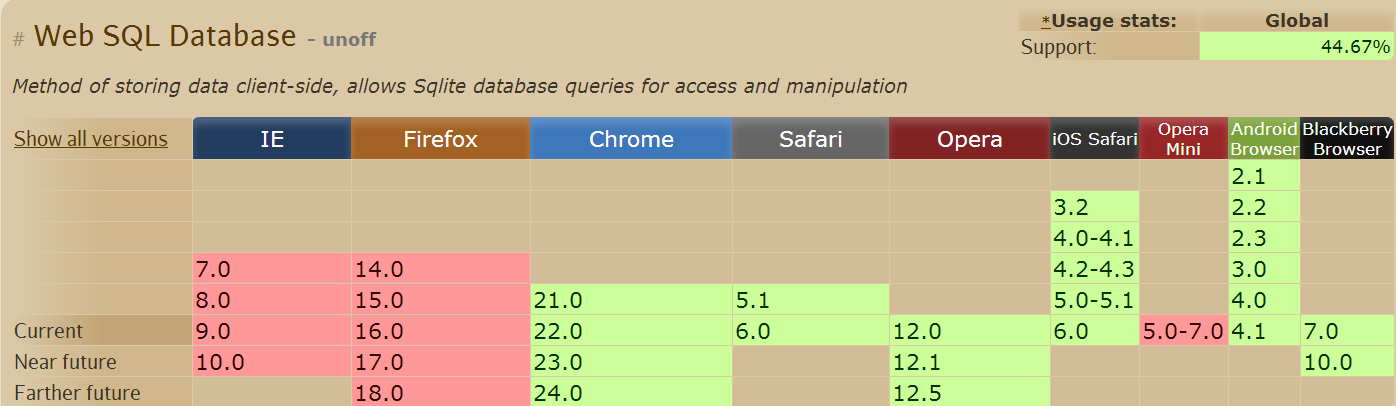 # Web SQL Database - unoff
*Usage stats: Global
Support: 44.67%
Method of storing data client-side, allows Sqlite database queries for access and manipulation
Show all versions IE Firefox Chrome Safari Opera iOS Safari Opera Mini Android Browser Blackberry Browser
2.1
3.2 2.2
4.0-4.1 2.3
7.0 14.0 4.2-4.3 3.0
8.0 15.0 21.0 5.1 5.0-5.1 4.0
Current 9.0 16.0 22.0 6.0 12.0 6.0 5.0-7.0 4.1 7.0
Near future 10.0 17.0 23.0 12.1 10.0
Farther future 18.0 24.0 12.5